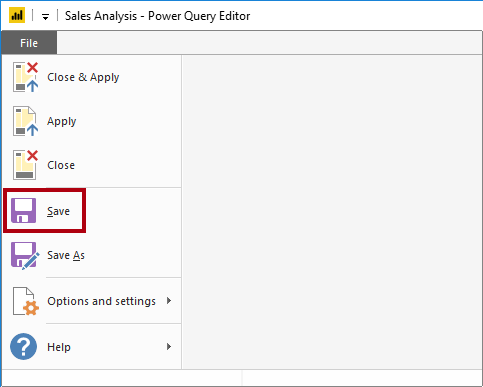 Sales Analysis - Power Query Editor
File
Close & Apply
Apply
Close
Save
Save As
Options and settings
Help